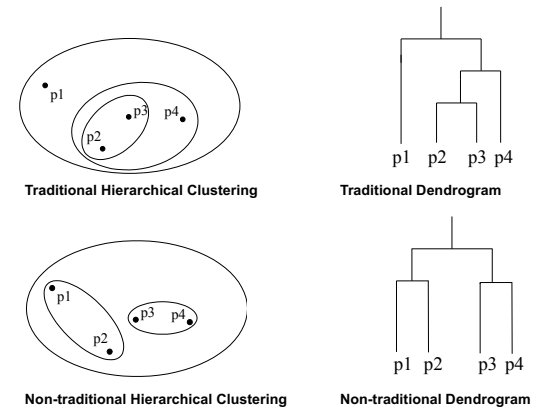 p1
p3
p4
p2
p1 p2 p3 p4
Traditional Hierarchical Clustering
Traditional Dendrogram
p1
p3 p4
p2
p1 p2 p3 p4
Non-traditional Hierarchical Clustering
Non-traditional Dendrogram